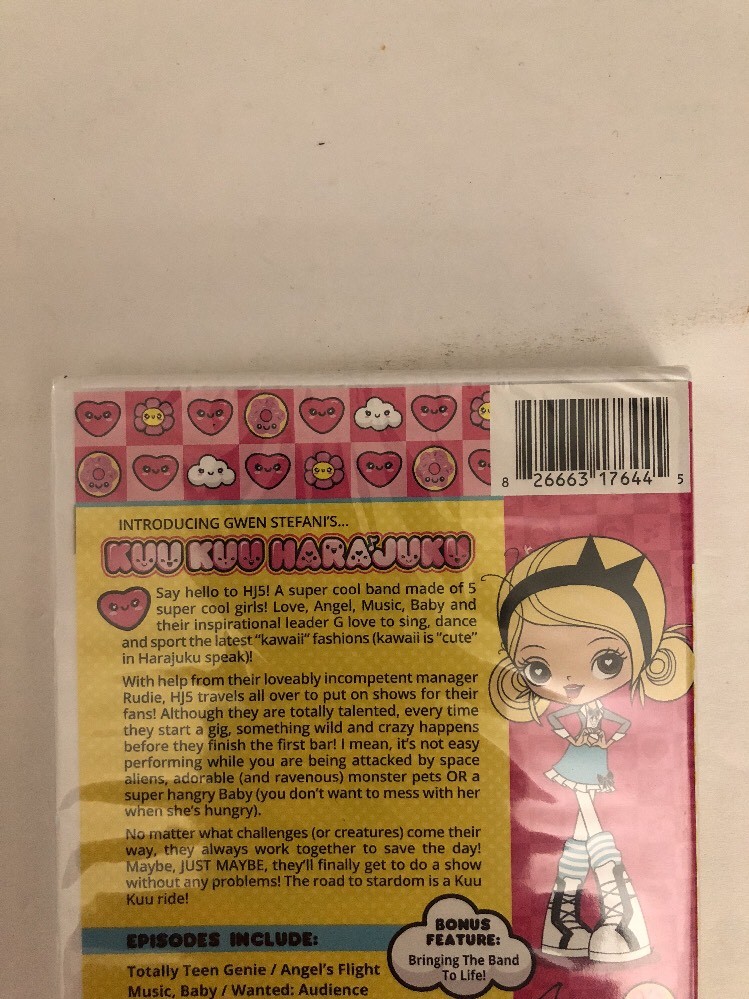 8 26663 17644 5
INTRODUCING GWEN STEFANI'S...
KUU KUU HARAJUKU
Say hello to HJ5! A super cool band made of 5
super cool girls! Love, Angel, Music, Baby and
their inspirational leader G love to sing, dance
and sport the latest "kawaii" fashions (kawaii is "cute"
in Harajuku speak)!
With help from their loveably incompetent manager
Rudie, HJ5 travels all over to put on shows for their
fans! Although they are totally talented, every time
they start a gig, something wild and crazy happens
before they finish the first bar! I mean, it's not easy
performing while you are being attacked by space
aliens, adorable (and ravenous) monster pets OR a
super hangry Baby (you don't want to mess with her
when she's hungry).
No matter what challenges (or creatures) come their
way, they always work together to save the day!
Maybe, JUST MAYBE, they'll finally get to do a show
without any problems! The road to stardom is a Kuu
Kuu ride!
EPISODES INCLUDE:
Totally Teen Genie / Angel's Flight
Music, Baby / Wanted: Audience
BONUS
FEATURE:
Bringing The Band
To Life!